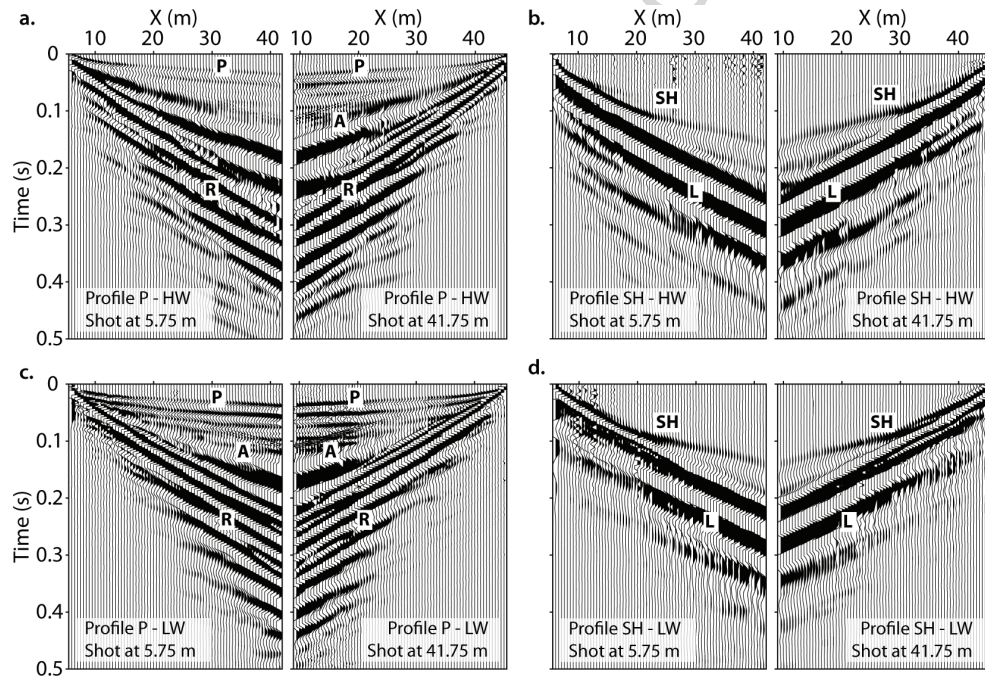 a.
X (m)
X (m)
10 20 30 40 10 20 30 40
0
0.1
0.2
0.3
0.4
0.5
Time (s)
P
P
A
R
R
Profile P - HW
Shot at 5.75 m
Profile P - HW
Shot at 41.75 m
b.
X (m)
X (m)
10 20 30 40 10 20 30 40
SH
SH
L
L
Profile SH - HW
Shot at 5.75 m
Profile SH - HW
Shot at 41.75 m
c.
0
0.1
0.2
0.3
0.4
0.5
Time (s)
P
P
A
A
R
R
Profile P - LW
Shot at 5.75 m
Profile P - LW
Shot at 41.75 m
d.
SH
SH
L
L
Profile SH - LW
Shot at 5.75 m
Profile SH - LW
Shot at 41.75 m